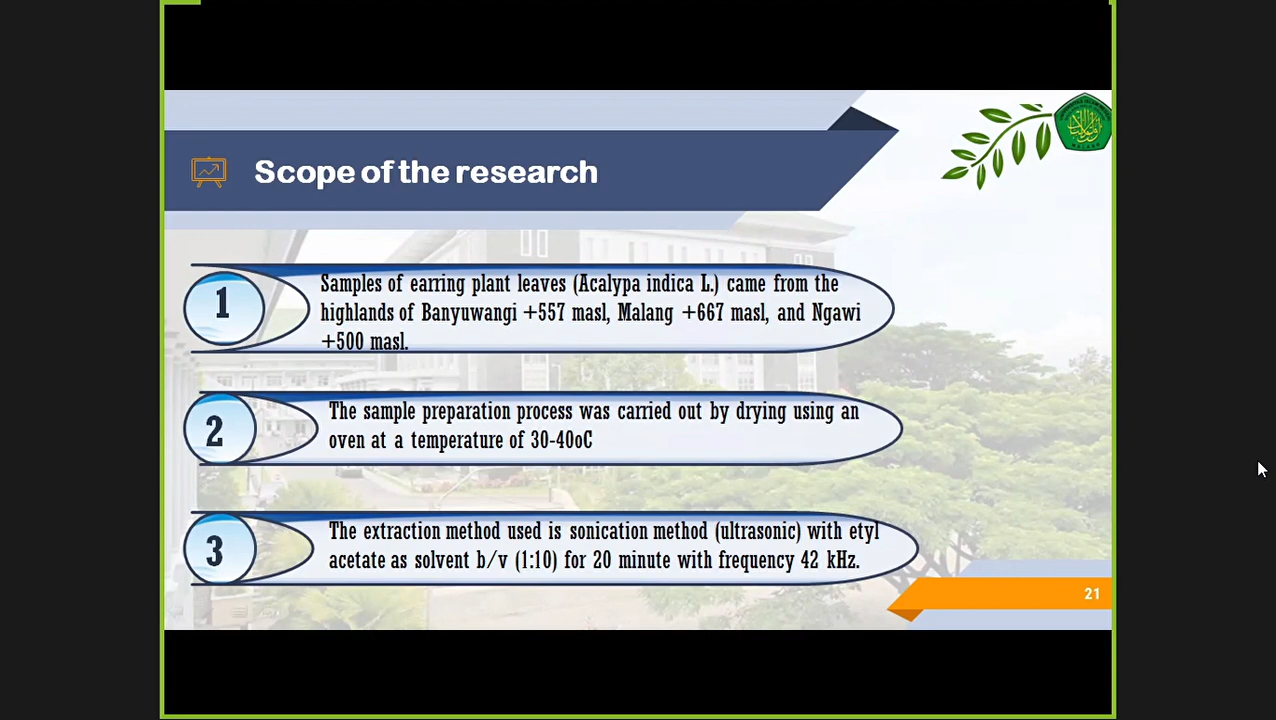 Scope of the research
1
Samples of earring plant leaves (Acalypa indica L.) came from the
highlands of Banyuwangi +557 masl, Malang +667 masl, and Ngawi
+500 masl.
2
The sample preparation process was carried out by drying using an
oven at a temperature of 30-40oC
3
The extraction method used is sonication method (ultrasonic) with etyl
acetate as solvent b/v (1:10) for 20 minute with frequency 42 kHz.
21